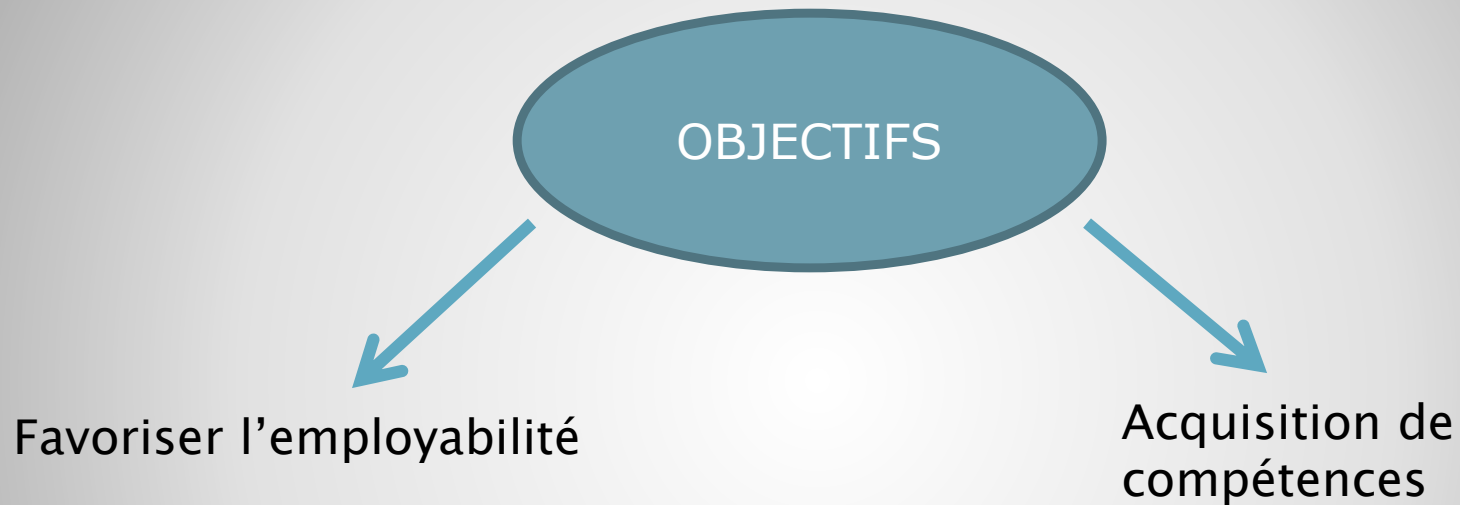 OBJECTIFS
Favoriser l’employabilité
Acquisition de
compétences